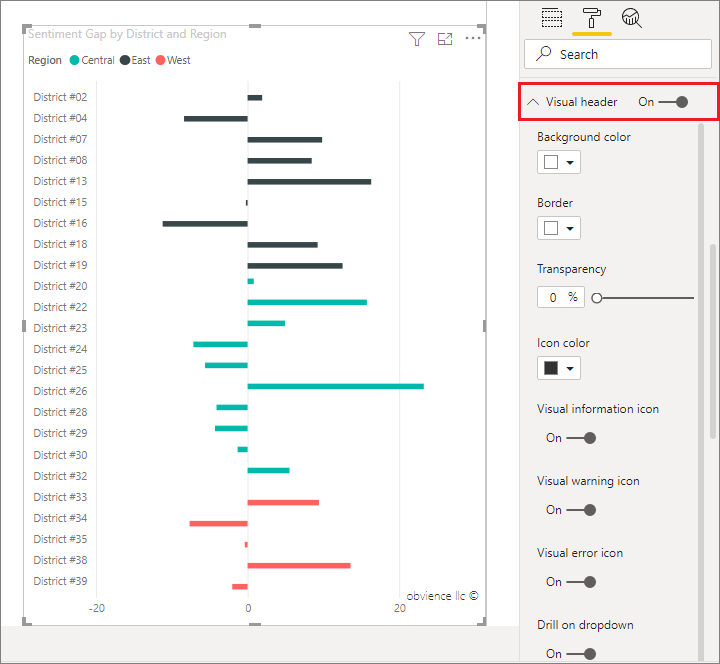 Sentiment Gap by District and Region
Region Central East West
District #02
District #04
District #07
District #08
District #13
District #15
District #16
District #18
District #19
District #20
District #22
District #23
District #24
District #25
District #26
District #28
District #29
District #30
District #32
District #33
District #34
District #35
District #38
District #39
-20 0 20
obvience llc ©
Search
Visual header On
Background color
Border
Transparency
0 %
Icon color
Visual information icon
On
Visual warning icon
On
Visual error icon
On
Drill on dropdown
On